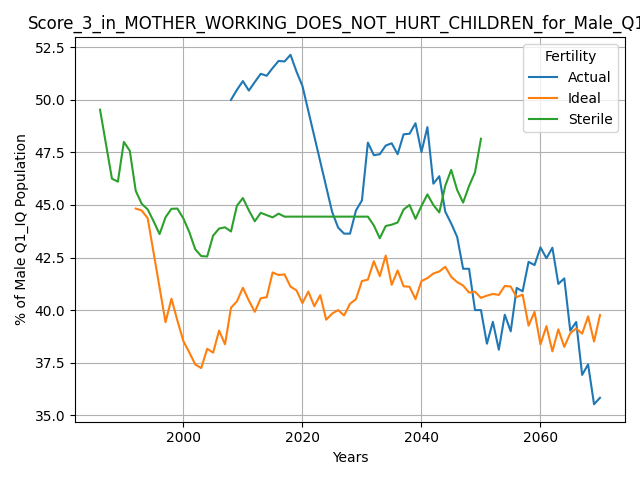 Score_3_in_MOTHER_WORKING_DOES_NOT_HURT_CHILDREN_for_Male_Q1
Fertility
Actual
Ideal
Sterile
52.5
50.0
47.5
45.0
42.5
40.0
37.5
35.0
% of Male Q1_IQ Population
2000 2020 2040 2060
Years